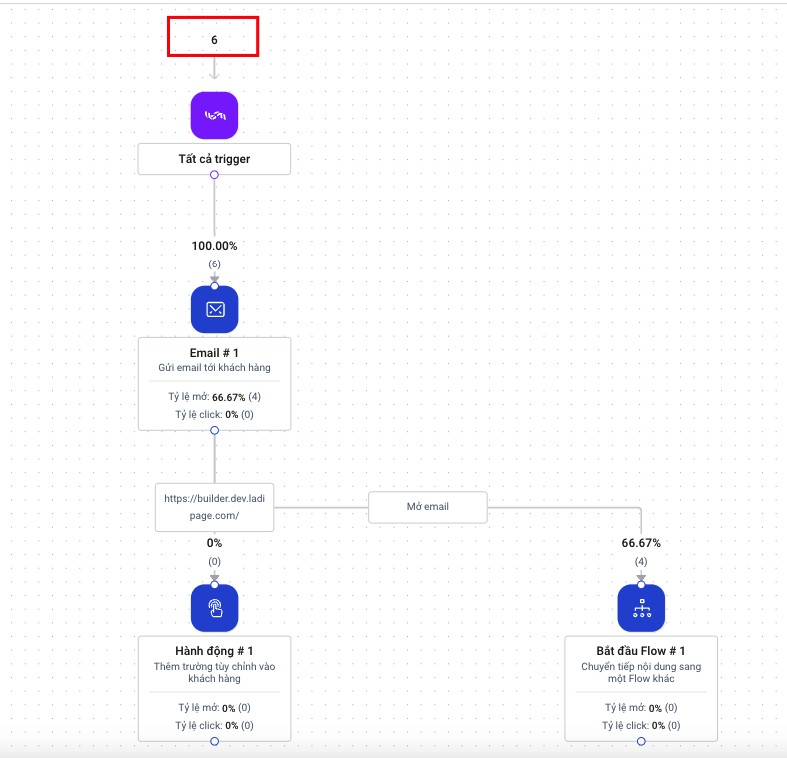 6
Tất cả trigger
100.00%
(6)
Email # 1
Gửi email tới khách hàng
Tỷ lệ mở: 66.67% (4)
Tỷ lệ click: 0% (0)
https://builder.dev.ladi
page.com/
Mở email
0%
(0)
66.67%
(4)
Hành động # 1
Thêm trường tùy chỉnh vào
khách hàng
Tỷ lệ mở: 0% (0)
Tỷ lệ click: 0% (0)
Bắt đầu Flow # 1
Chuyển tiếp nội dung sang
một Flow khác
Tỷ lệ mở: 0% (0)
Tỷ lệ click: 0% (0)